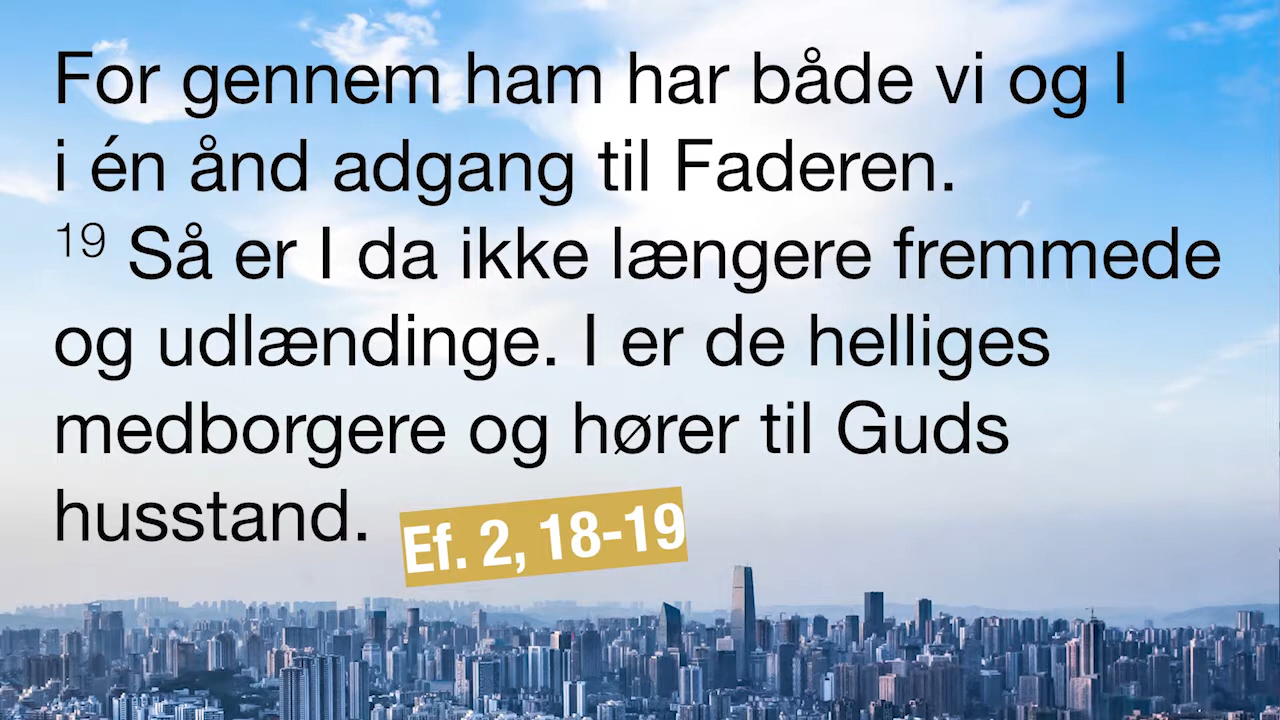 For gennem ham har både vi og I
i én ånd adgang til Faderen.
19 Så er I da ikke længere fremmede
og udlændinge. I er de helliges
medborgere og hører til Guds
husstand.
Ef. 2, 18-19